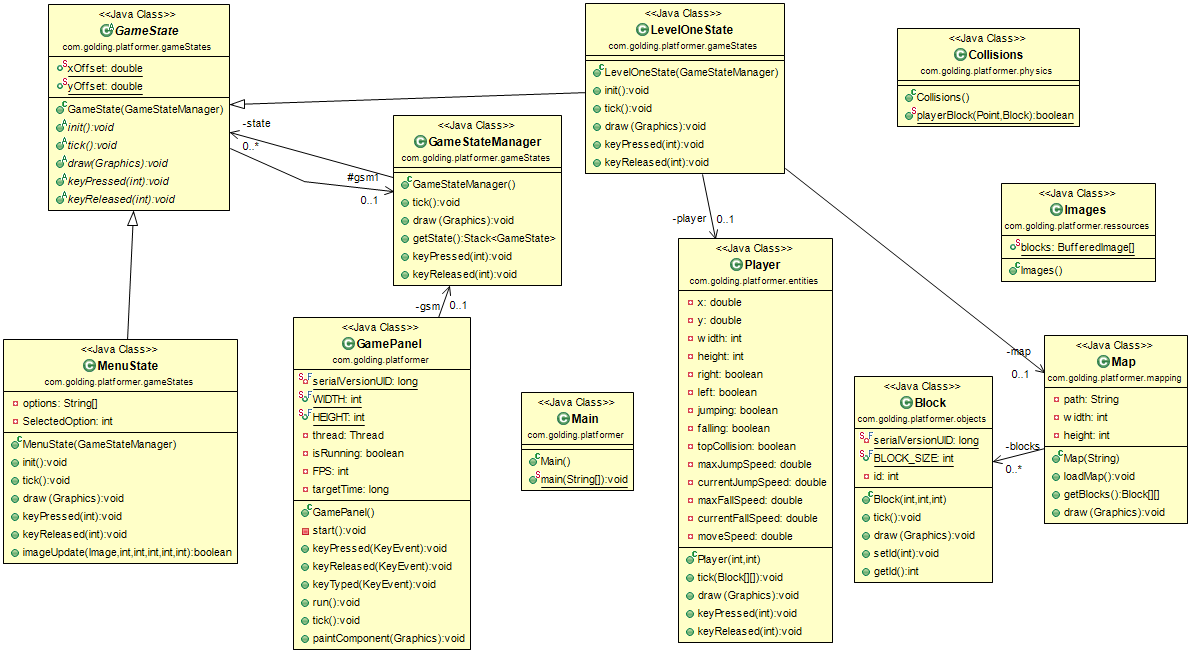 <<Java Class>>
GameState
com.golding.platformer.gameStates
xOffset: double
yOffset: double
GameState(GameStateManager)
init():void
tick():void
draw(Graphics):void
keyPressed(int):void
keyReleased(int):void
<<Java Class>>
LevelOneState
com.golding.platformer.gameStates
LevelOneState(GameStateManager)
init():void
tick():void
draw(Graphics):void
keyPressed(int):void
keyReleased(int):void
<<Java Class>>
Collisions
com.golding.platformer.physics
Collisions()
playerBlock(Point,Block):boolean
-state
0..*
#gsm1
0..1
<<Java Class>>
GameStateManager
com.golding.platformer.gameStates
GameStateManager()
tick():void
draw(Graphics):void
getState():Stack<GameState>
keyPressed(int):void
keyReleased(int):void
<<Java Class>>
Images
com.golding.platformer.ressources
blocks: BufferedImage[]
Images()
-player
0..1
<<Java Class>>
Player
com.golding.platformer.entities
x: double
y: double
width: int
height: int
right: boolean
left: boolean
jumping: boolean
falling: boolean
topCollision: boolean
maxJumpSpeed: double
currentJumpSpeed: double
maxFallSpeed: double
currentFallSpeed: double
moveSpeed: double
Player(int,int)
tick(Block[][]):void
draw(Graphics):void
keyPressed(int):void
keyReleased(int):void
-gsm
0..1
<<Java Class>>
GamePanel
com.golding.platformer
serialVersionUID: long
WIDTH: int
HEIGHT: int
thread: Thread
isRunning: boolean
FPS: int
targetTime: long
GamePanel()
start():void
keyPressed(KeyEvent):void
keyReleased(KeyEvent):void
keyTyped(KeyEvent):void
run():void
tick():void
paintComponent(Graphics):void
<<Java Class>>
MenuState
com.golding.platformer.gameStates
options: String[]
SelectedOption: int
MenuState(GameStateManager)
init():void
tick():void
draw(Graphics):void
keyPressed(int):void
keyReleased(int):void
imageUpdate(Image,int,int,int,int,int):boolean
<<Java Class>>
Main
com.golding.platformer
Main()
main(String[]):void
-map
0..1
<<Java Class>>
Map
com.golding.platformer.mapping
path: String
width: int
height: int
Map(String)
loadMap():void
getBlocks():Block[][]
draw(Graphics):void
-blocks
0..*
<<Java Class>>
Block
com.golding.platformer.objects
serialVersionUID: long
BLOCK_SIZE: int
id: int
Block(int,int,int)
tick():void
draw(Graphics):void
setId(int):void
getId():int